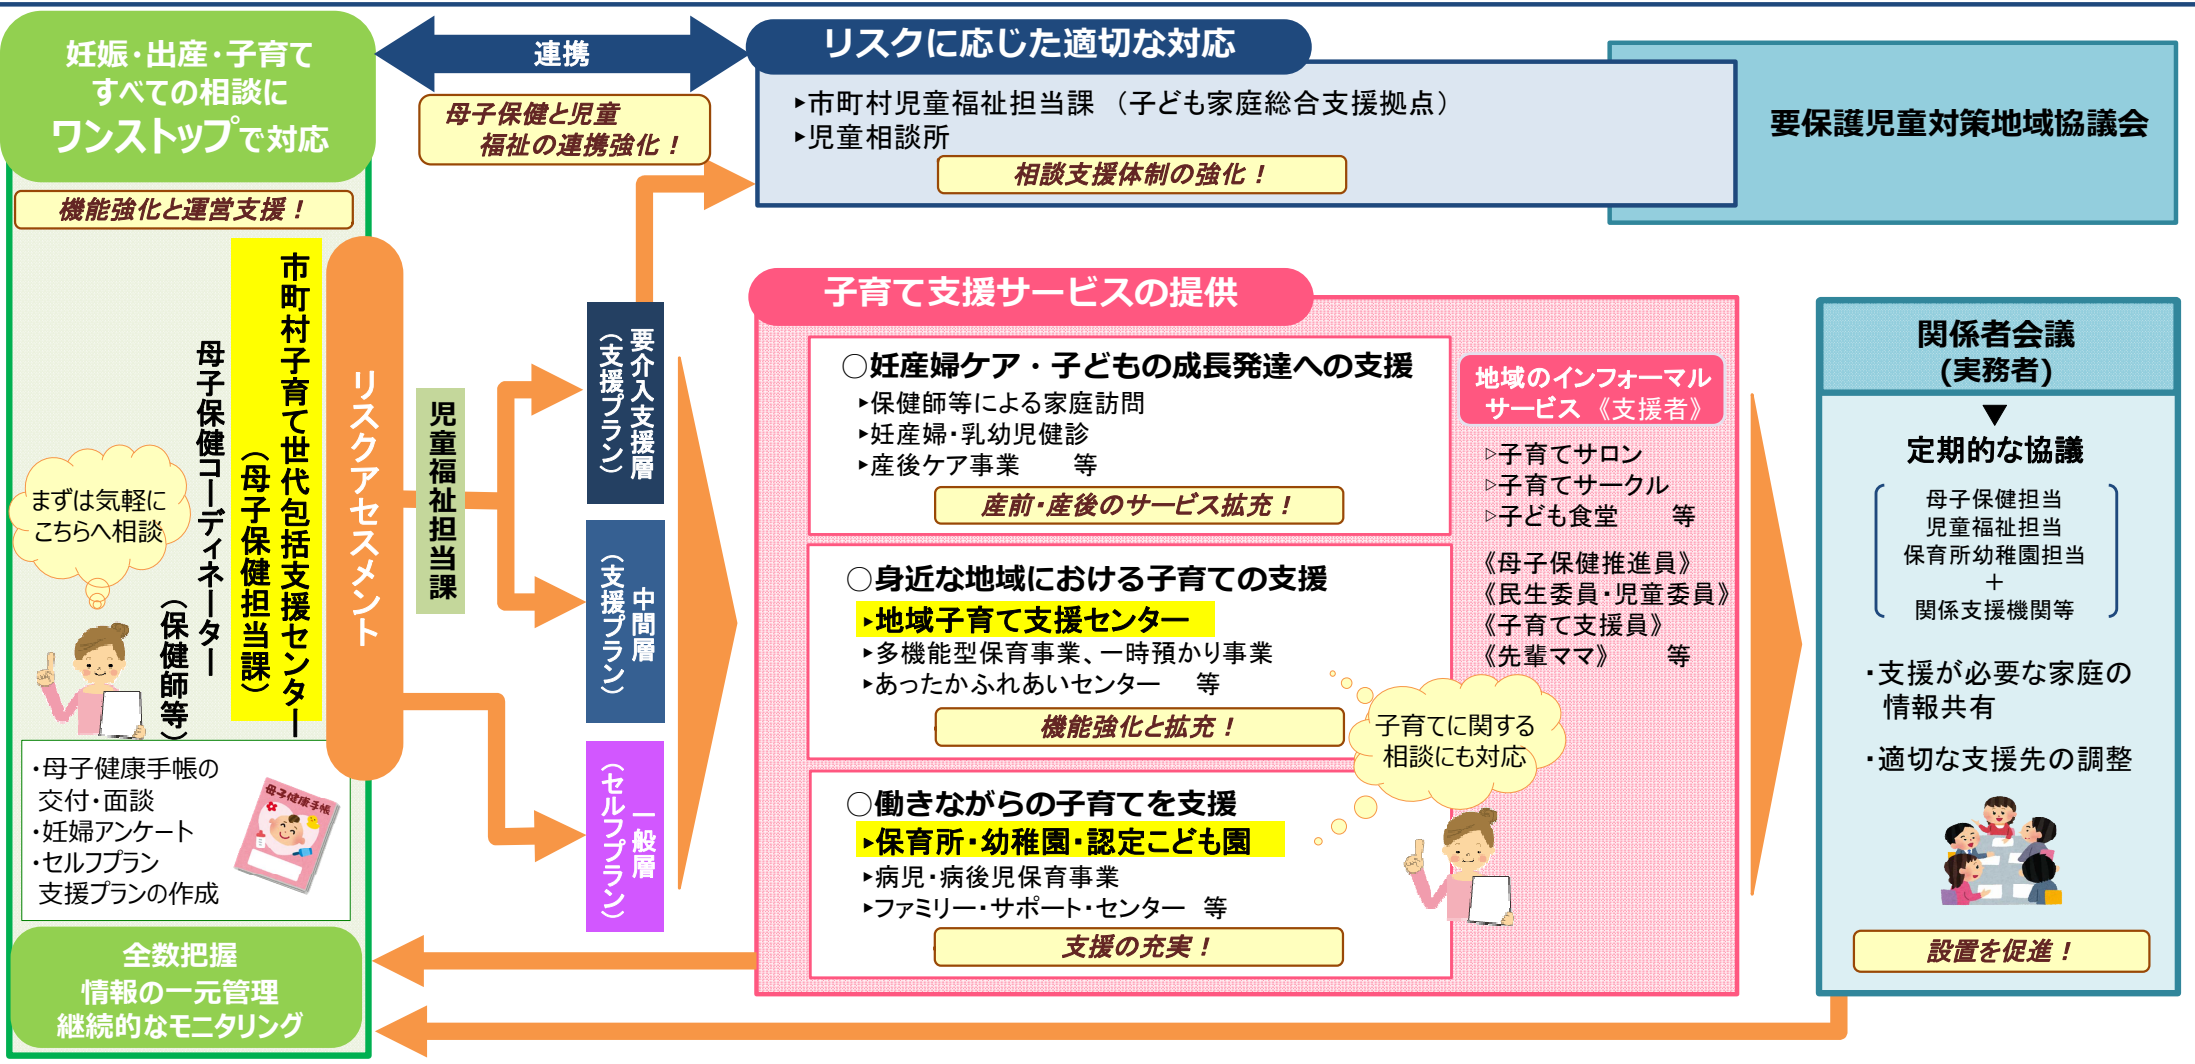 妊娠・出産・子育て
すべての相談に
ワンストップで対応
機能強化と運営支援！
市町村子育て世代包括支援センター
（母子保健担当課）
母子保健コーディネーター
（保健師等）
まずは気軽に
こちらへ相談
・母子健康手帳の
交付・面談
・妊婦アンケート
・セルフプラン
支援プランの作成
母子健康手帳
全数把握
情報の一元管理
継続的なモニタリング
リスクアセスメント
連携
母子保健と児童
福祉の連携強化！
児童福祉担当課
要介入支援層
（支援プラン）
中間層
（支援プラン）
一般層
（セルフプラン）
リスクに応じた適切な対応
▸市町村児童福祉担当課 （子ども家庭総合支援拠点）
▸児童相談所
相談支援体制の強化！
要保護児童対策地域協議会
子育て支援サービスの提供
○妊産婦ケア・子どもの成長発達への支援
▸保健師等による家庭訪問
▸妊産婦・乳幼児健診
▸産後ケア事業 等
産前・産後のサービス拡充！
○身近な地域における子育ての支援
▸地域子育て支援センター
▸多機能型保育事業、一時預かり事業
▸あったかふれあいセンター 等
機能強化と拡充！
○働きながらの子育てを支援
▸保育所・幼稚園・認定こども園
▸病児・病後児保育事業
▸ファミリー・サポート・センター 等
支援の充実！
地域のインフォーマル
サービス《支援者》
▹子育てサロン
▹子育てサークル
▹子ども食堂 等
《母子保健推進員》
《民生委員・児童委員》
《子育て支援員》
《先輩ママ》 等
子育てに関する
相談にも対応
関係者会議
(実務者)
▼
定期的な協議
母子保健担当
児童福祉担当
保育所幼稚園担当
＋
関係支援機関等
・支援が必要な家庭の
情報共有
・適切な支援先の調整
設置を促進！